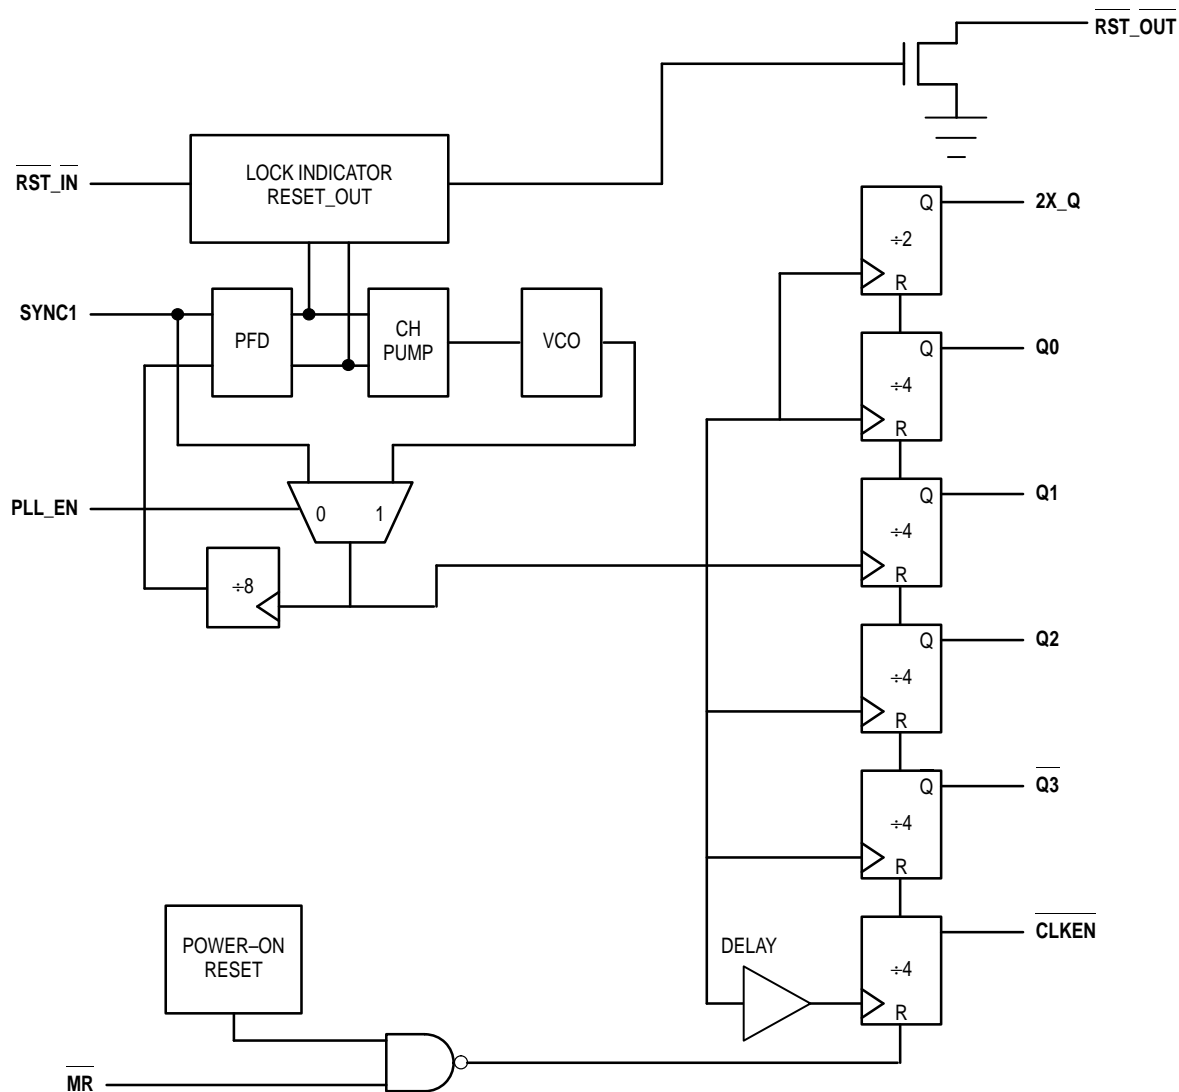 RST_OUT
LOCK INDICATOR
RESET_OUT
RST_IN
Q
2X_Q
÷2
R
SYNC1
PFD
CH
PUMP
VCO
Q
Q0
÷4
R
PLL_EN
0
1
Q
Q1
÷4
R
÷8
Q
Q2
÷4
R
Q
Q3
÷4
R
POWER–ON
RESET
DELAY
CLKEN
÷4
R
MR